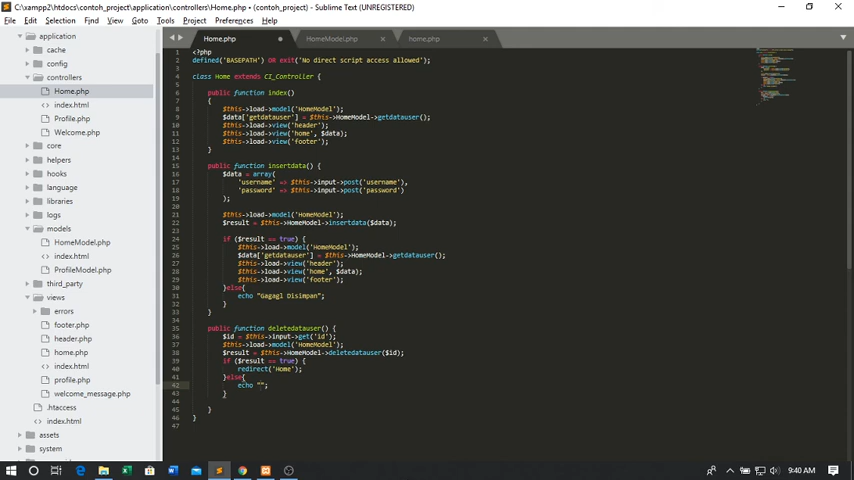 C:\xampp2\htdocs\contoh_project\application\controllers\Home.php • (contoh_project) - Sublime Text (UNREGISTERED)
File Edit Selection Find View Goto Tools Project Preferences Help
Home.php HomeModel.php home.php
application
cache
config
controllers
Home.php
index.html
Profile.php
Welcome.php
core
helpers
hooks
language
libraries
logs
models
HomeModel.php
index.html
ProfileModel.php
third_party
views
errors
footer.php
header.php
home.php
index.html
profile.php
welcome_message.php
.htaccess
index.html
assets
system
1 <?php
2 defined('BASEPATH') OR exit('No direct script access allowed');
3
4 class Home extends CI_Controller {
5
6 public function index()
7 {
8 $this->load->model('HomeModel');
9 $data['getdatauser'] = $this->HomeModel->getdatauser();
10 $this->load->view('header');
11 $this->load->view('home', $data);
12 $this->load->view('footer');
13 }
14
15 public function insertdata() {
16 $data = array(
17 'username' => $this->input->post('username'),
18 'password' => $this->input->post('password')
19 );
20
21 $this->load->model('HomeModel');
22 $result = $this->HomeModel->insertdata($data);
23
24 if ($result == true) {
25 $this->load->model('HomeModel');
26 $data['getdatauser'] = $this->HomeModel->getdatauser();
27 $this->load->view('header');
28 $this->load->view('home', $data);
29 $this->load->view('footer');
30 }else{
31 echo "Gagagl Disimpan";
32 }
33 }
34
35 public function deletedatauser() {
36 $id = $this->input->get('id');
37 $this->load->model('HomeModel');
38 $result = $this->HomeModel->deletedatauser($id);
39 if ($result == true) {
40 redirect('Home');
41 }else{
42 echo "";
43 }
44
45 }
46 }
47
9:40 AM